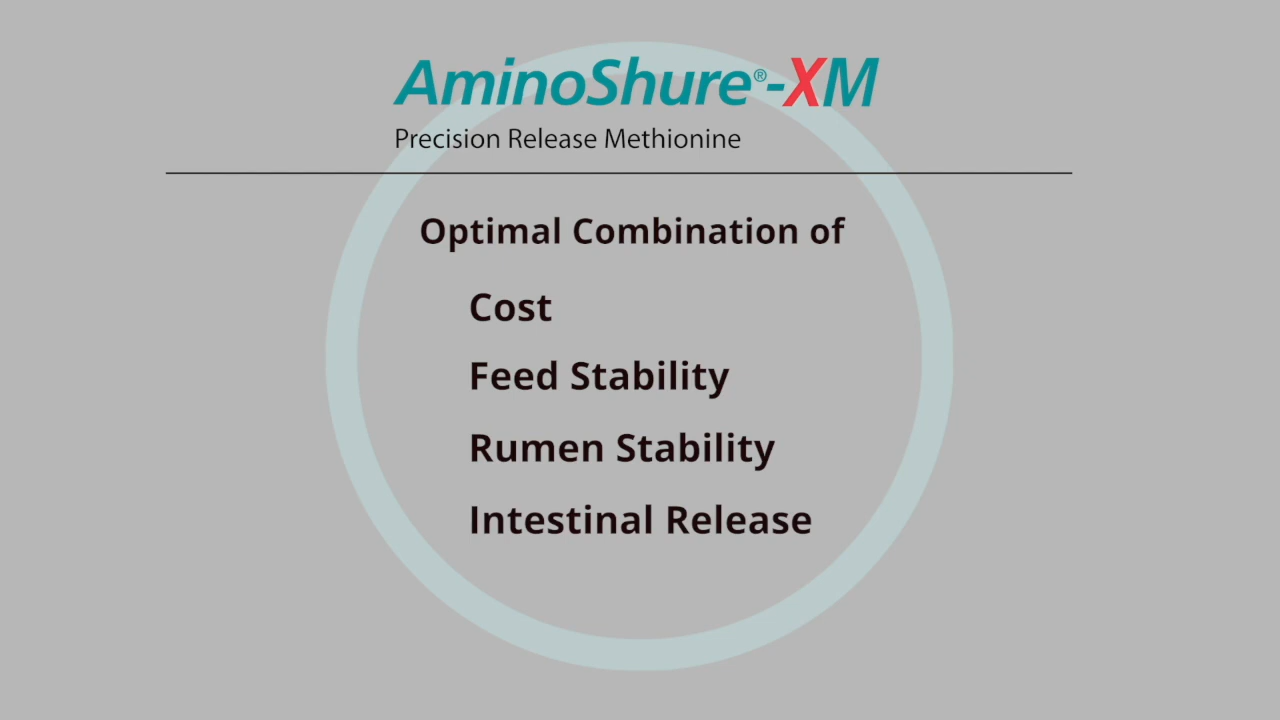 AminoShure®-XM
Precision Release Methionine
Optimal Combination of
Cost
Feed Stability
Rumen Stability
Intestinal Release